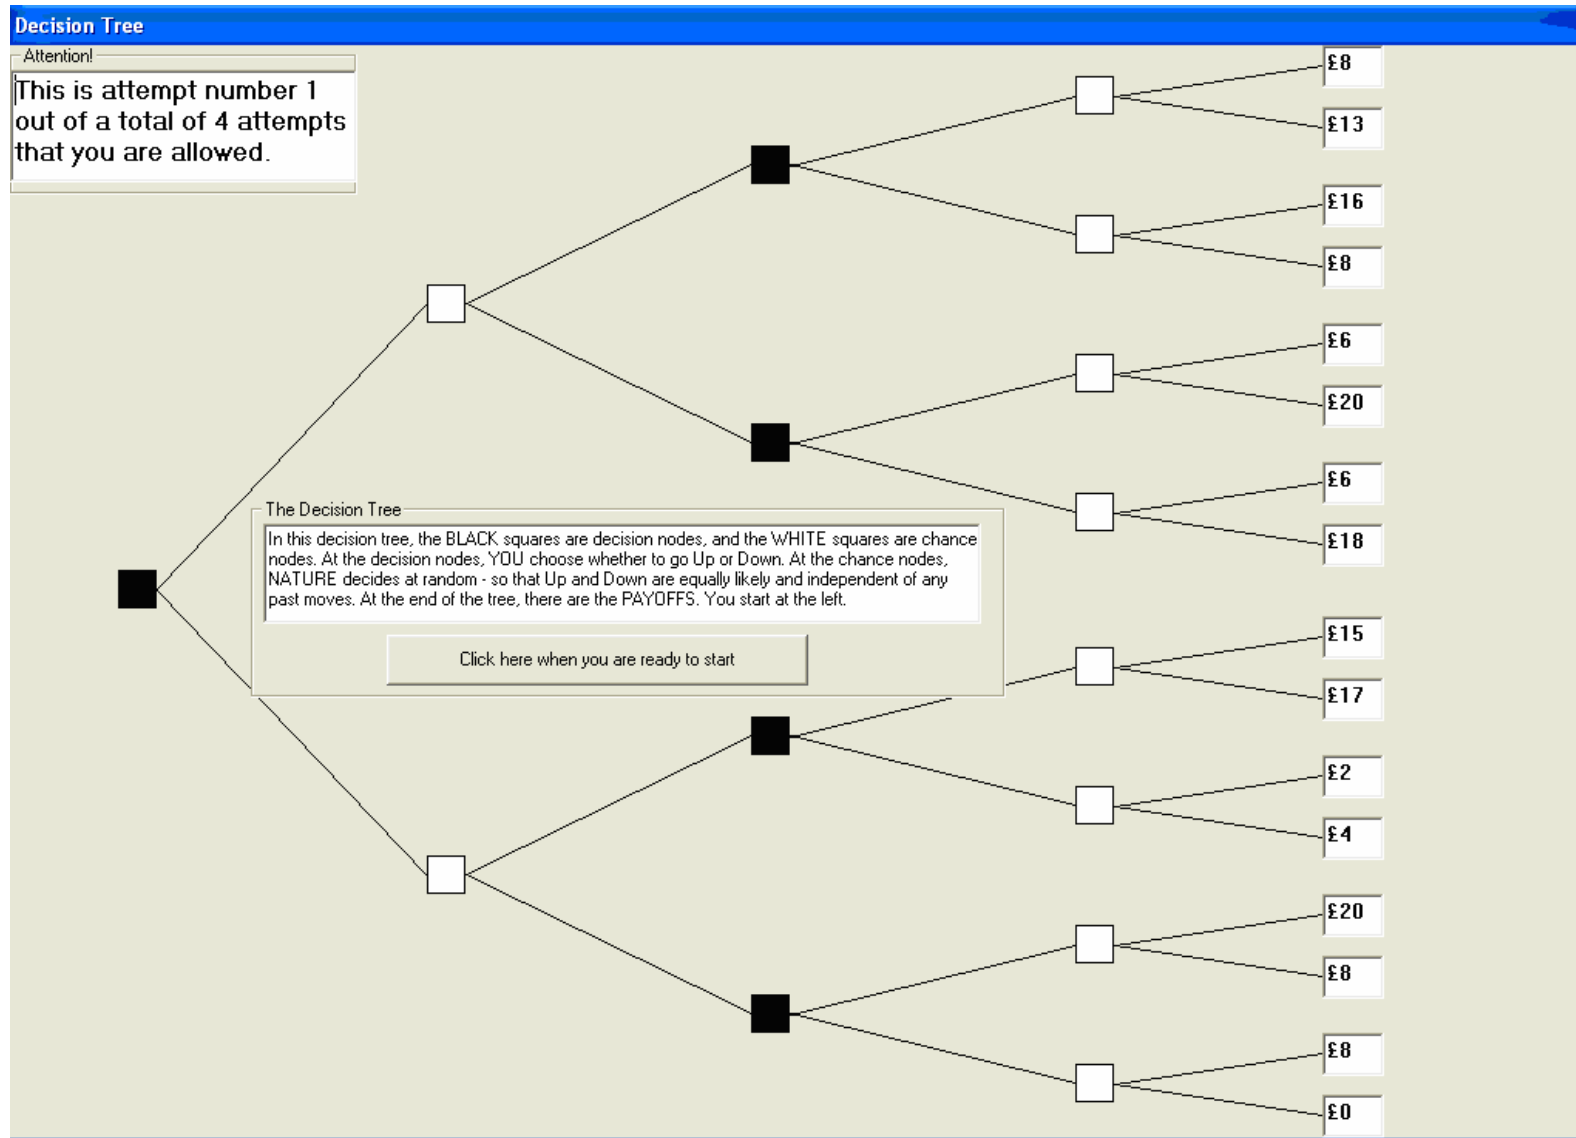 Decision Tree
Attention!
This is attempt number 1
out of a total of 4 attempts
that you are allowed.
£8
£13
£16
£8
£6
£20
£6
£18
The Decision Tree
In this decision tree, the BLACK squares are decision nodes, and the WHITE squares are chance
nodes. At the decision nodes, YOU choose whether to go Up or Down. At the chance nodes,
NATURE decides at random - so that Up and Down are equally likely and independent of any
past moves. At the end of the tree, there are the PAYOFFS. You start at the left.
Click here when you are ready to start
£15
£17
£2
£4
£20
£8
£8
£0